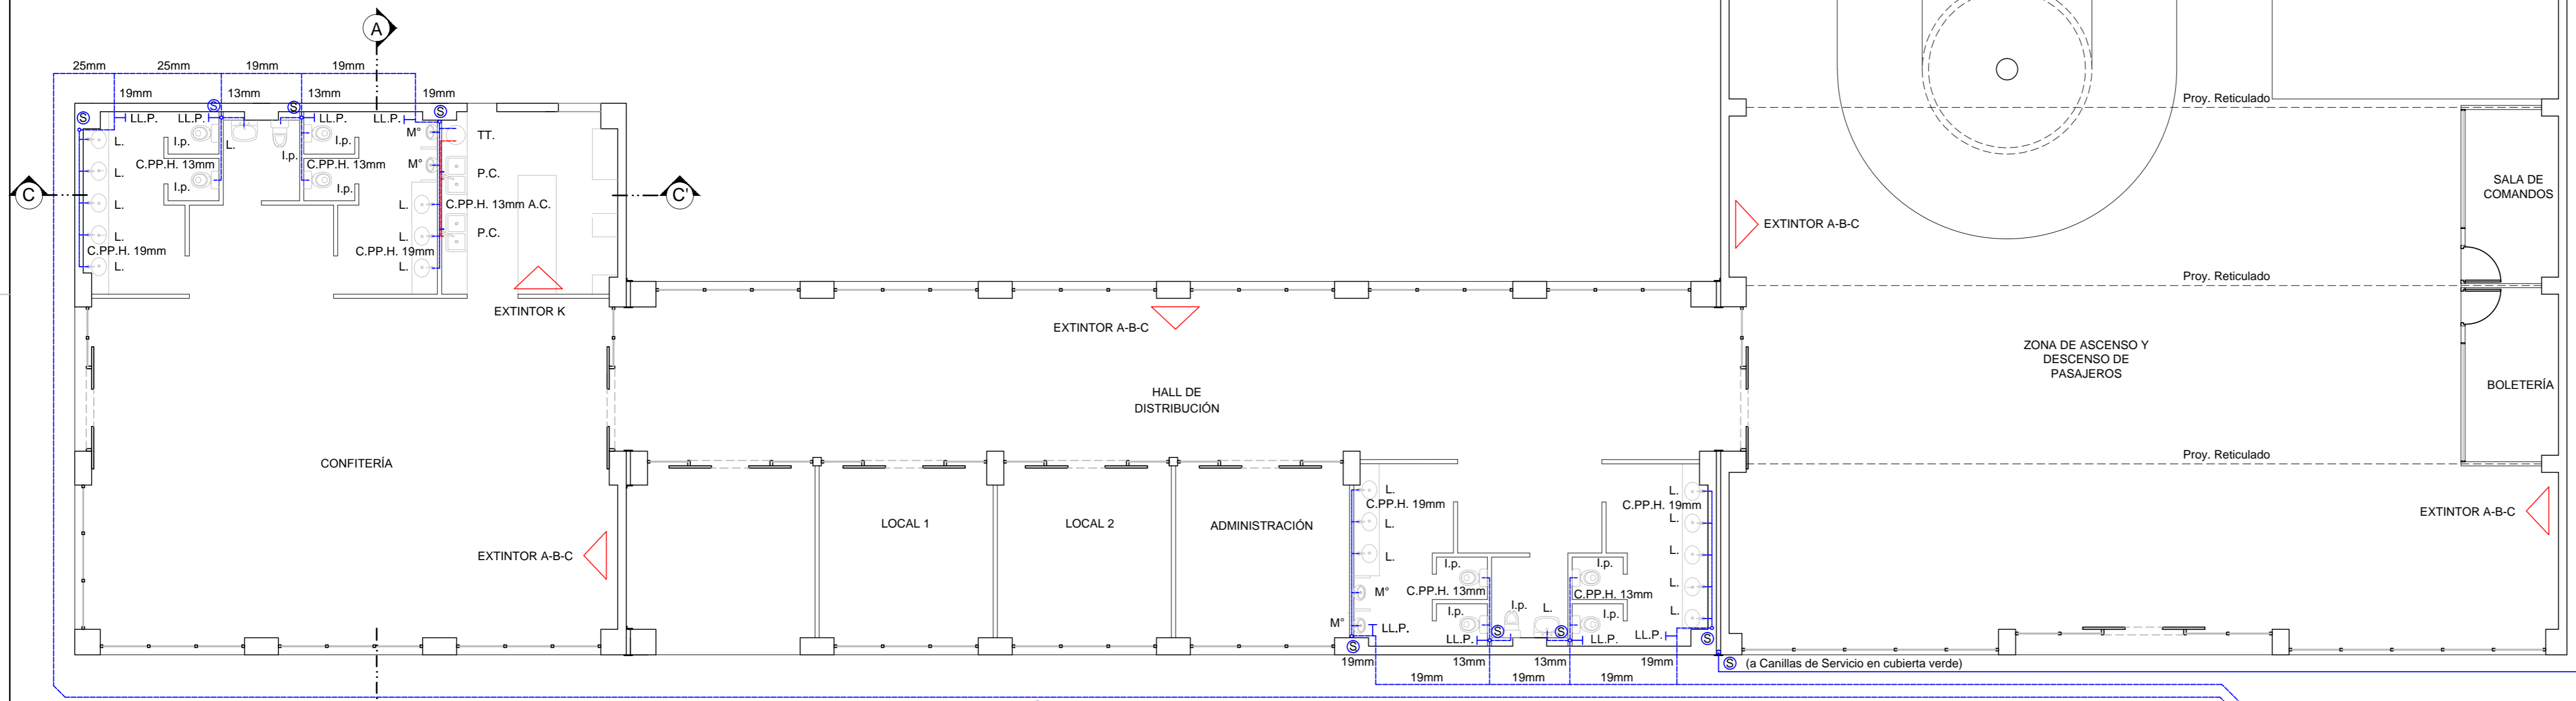 A
25mm 25mm 19mm 19mm
19mm 13mm 13mm 19mm
S S S S
LL.P. LL.P. LL.P. LL.P.
L. I.p. L. I.p. I.p. M° TT.
C.PP.H. 13mm C.PP.H. 13mm M°
L. I.p. I.p. P.C.
C C'
L. L. C.PP.H. 13mm A.C.
L. P.C.
C.PP.H. 19mm C.PP.H. 19mm
L. L.
EXTINTOR K
EXTINTOR A-B-C
HALL DE
DISTRIBUCIÓN
CONFITERÍA
EXTINTOR A-B-C
LOCAL 1
LOCAL 2
ADMINISTRACIÓN
L. L.
C.PP.H. 19mm C.PP.H. 19mm
L. L.
L. I.p. I.p. L.
M° C.PP.H. 13mm C.PP.H. 13mm L.
I.p. I.p. L. I.p. L.
M° LL.P. LL.P. LL.P. LL.P.
S S S S
19mm 13mm 13mm 19mm
19mm 19mm 19mm
S (a Canillas de Servicio en cubierta verde)
Proy. Reticulado
SALA DE
COMANDOS
EXTINTOR A-B-C
Proy. Reticulado
ZONA DE ASCENSO Y
DESCENSO DE
PASAJEROS
BOLETERÍA
Proy. Reticulado
EXTINTOR A-B-C